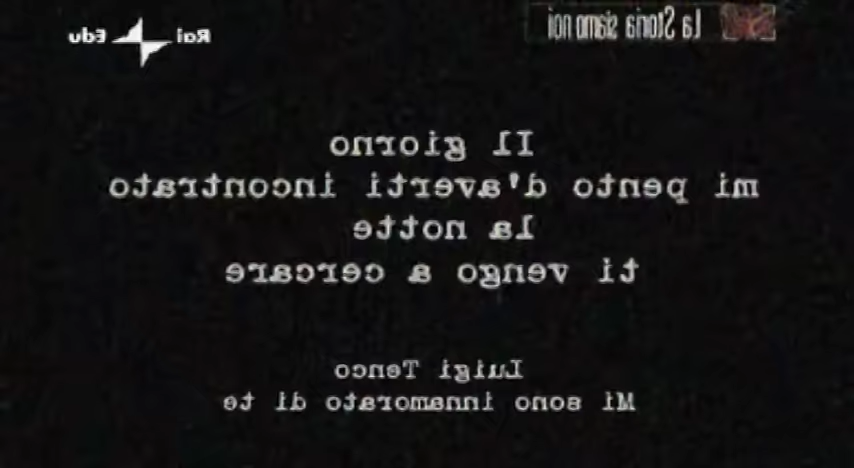 La Storia siamo noi
Rai Edu
Il giorno
mi pento d'averti incontrato
la notte
ti vengo a cercare
Luigi Tenco
Mi sono innamorato di te